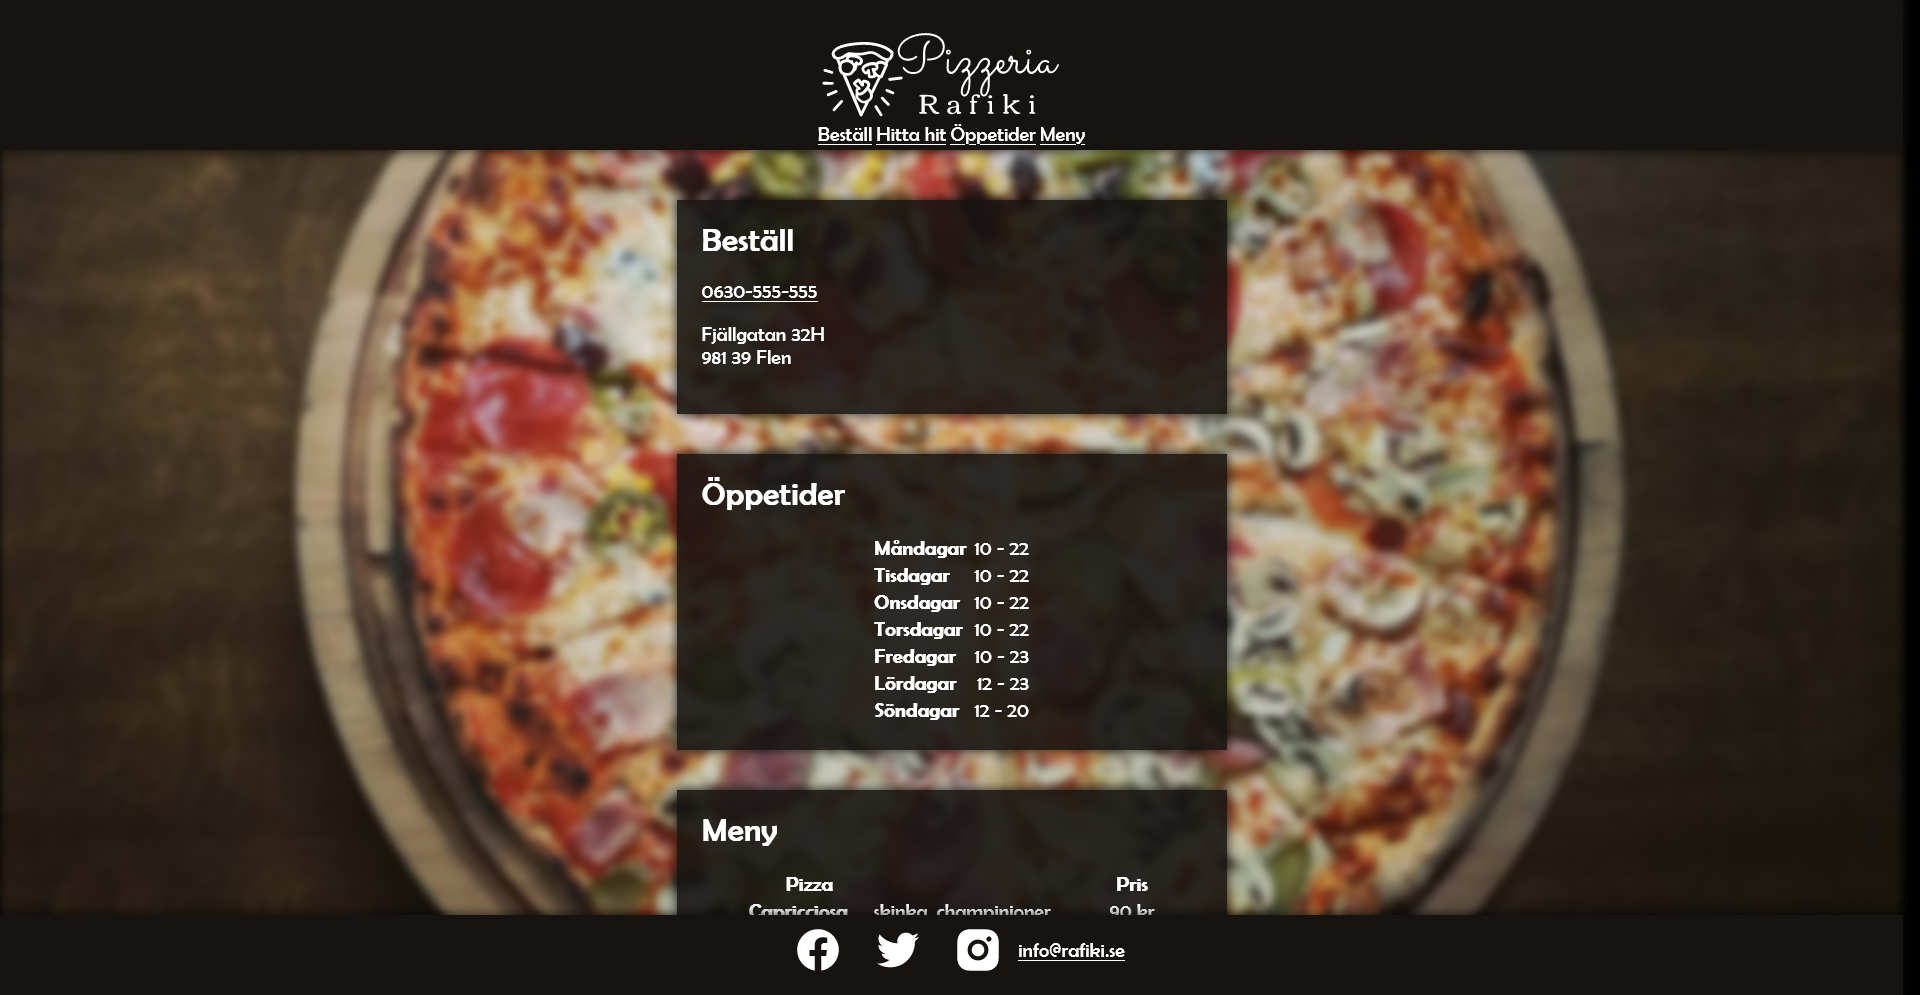 Pizzeria
Rafiki
Beställ Hitta hit Öppetider Meny
Beställ
0630-555-555
Fjällgatan 32H
981 39 Flen
Öppetider
Måndagar 10 - 22
Tisdagar 10 - 22
Onsdagar 10 - 22
Torsdagar 10 - 22
Fredagar 10 - 23
Lördagar 12 - 23
Söndagar 12 - 20
Meny
Pizza Pris
Capricciosa skinka, champinjoner 90 kr
info@rafiki.se